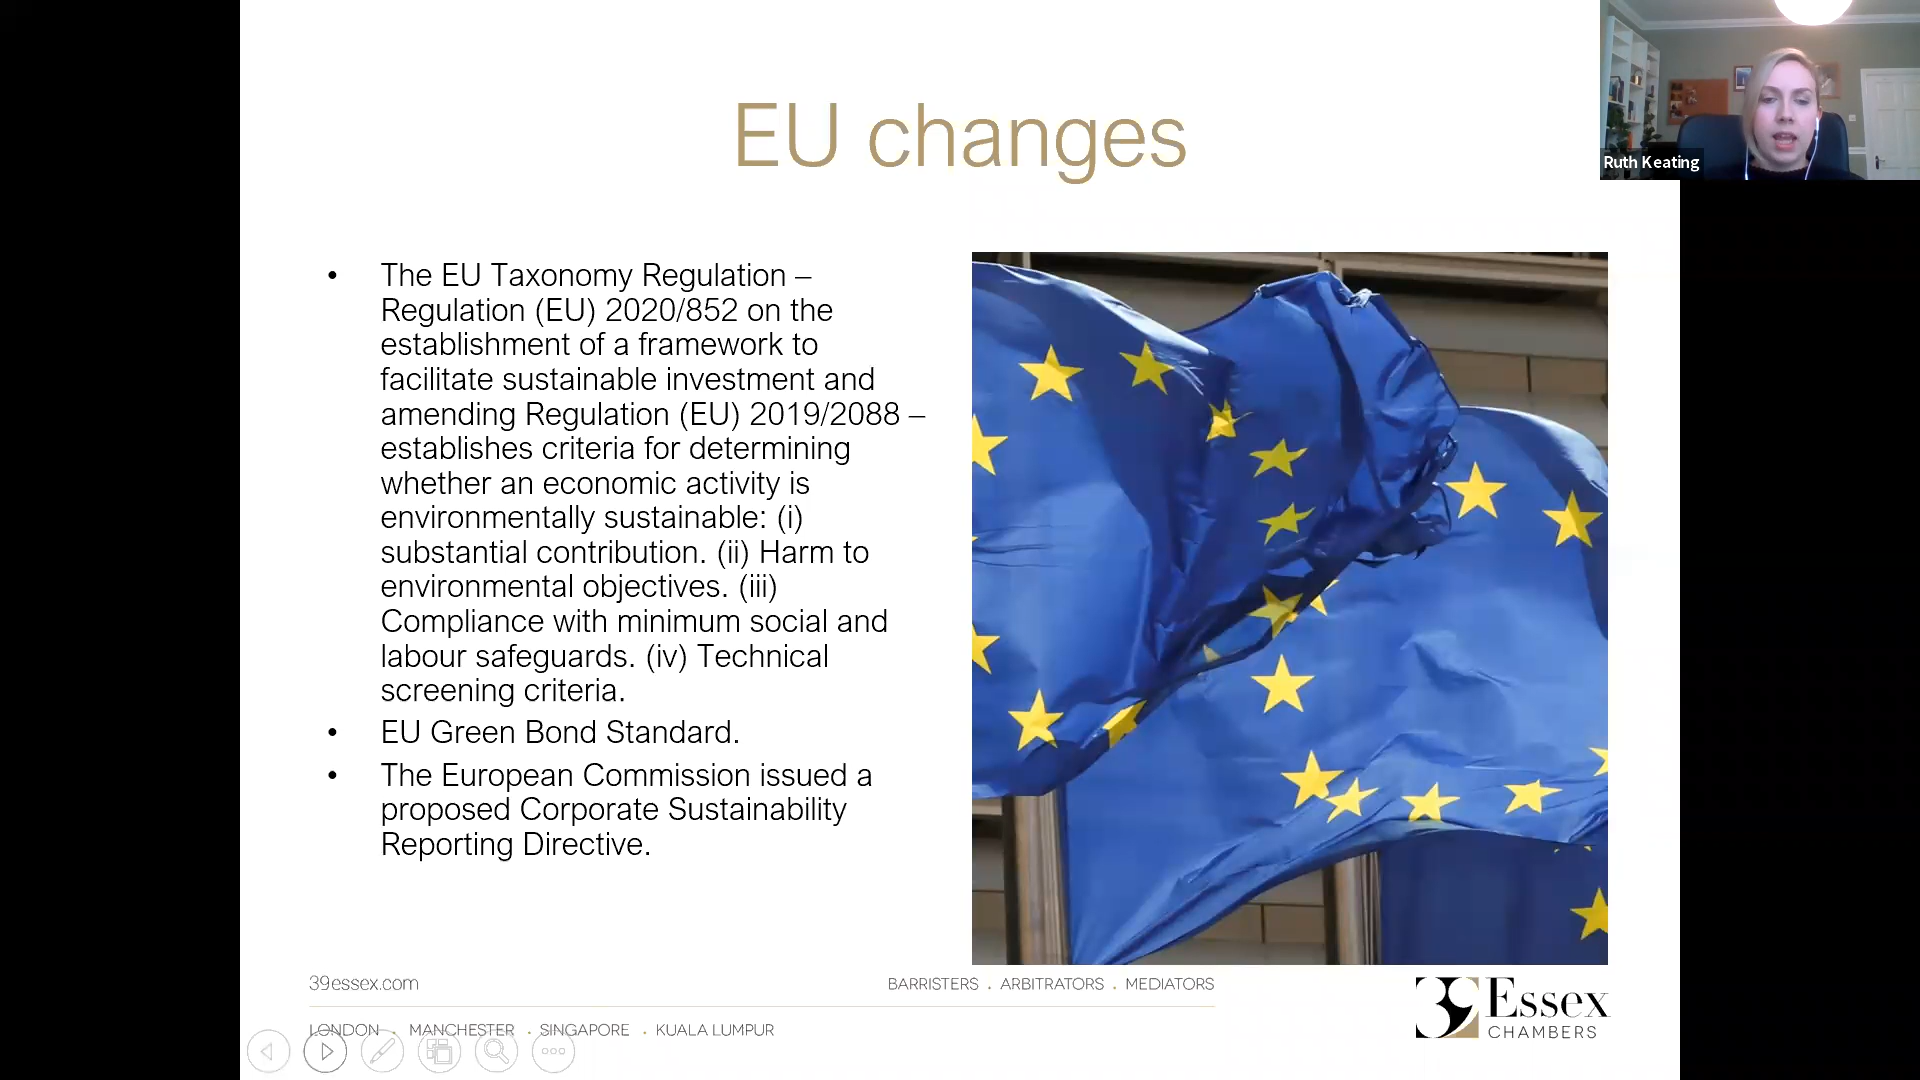 EU changes
Ruth Keating
• The EU Taxonomy Regulation –
Regulation (EU) 2020/852 on the
establishment of a framework to
facilitate sustainable investment and
amending Regulation (EU) 2019/2088 –
establishes criteria for determining
whether an economic activity is
environmentally sustainable: (i)
substantial contribution. (ii) Harm to
environmental objectives. (iii)
Compliance with minimum social and
labour safeguards. (iv) Technical
screening criteria.
• EU Green Bond Standard.
• The European Commission issued a
proposed Corporate Sustainability
Reporting Directive.
39essex.com
BARRISTERS . ARBITRATORS . MEDIATORS
LONDON . MANCHESTER . SINGAPORE . KUALA LUMPUR
39 Essex
CHAMBERS